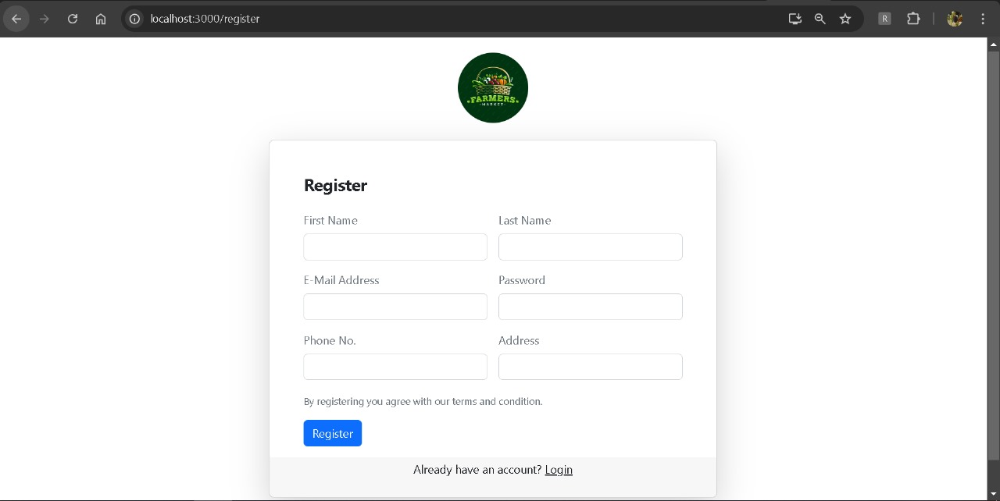 localhost:3000/register
R
FARMERS
MARKET
Register
First Name Last Name
E-Mail Address Password
Phone No. Address
By registering you agree with our terms and condition.
Register
Already have an account? Login